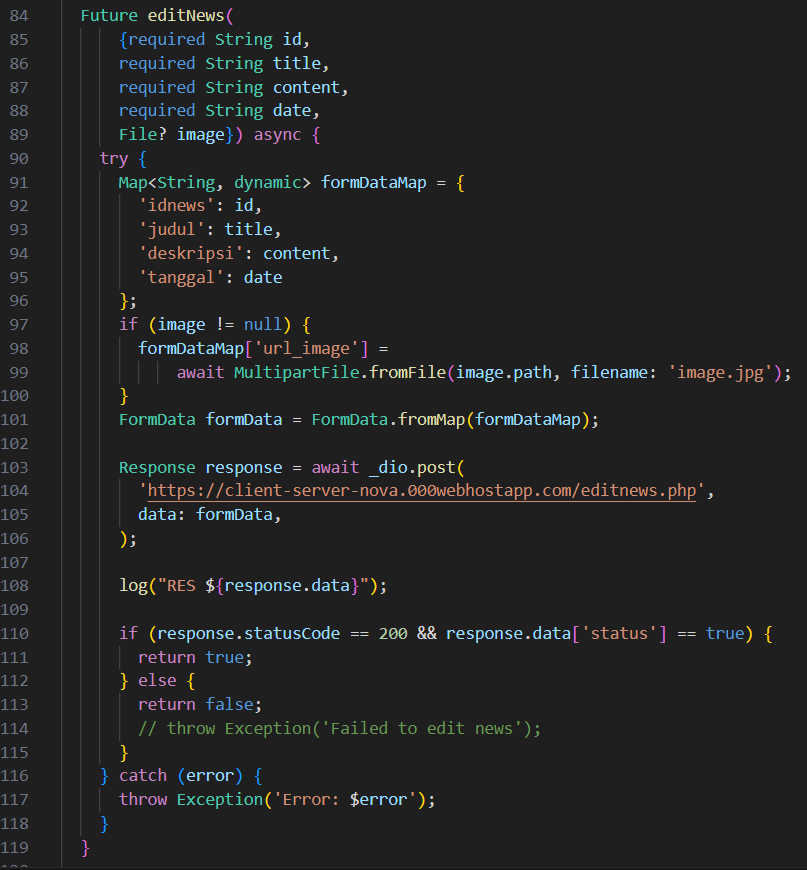 84 Future editNews(
85 {required String id,
86 required String title,
87 required String content,
88 required String date,
89 File? image}) async {
90 try {
91 Map<String, dynamic> formDataMap = {
92 'idnews': id,
93 'judul': title,
94 'deskripsi': content,
95 'tanggal': date
96 };
97 if (image != null) {
98 formDataMap['url_image'] =
99 await MultipartFile.fromFile(image.path, filename: 'image.jpg');
100 }
101 FormData formData = FormData.fromMap(formDataMap);
102
103 Response response = await _dio.post(
104 'https://client-server-nova.000webhostapp.com/editnews.php',
105 data: formData,
106 );
107
108 log("RES ${response.data}");
109
110 if (response.statusCode == 200 && response.data['status'] == true) {
111 return true;
112 } else {
113 return false;
114 // throw Exception('Failed to edit news');
115 }
116 } catch (error) {
117 throw Exception('Error: $error');
118 }
119 }